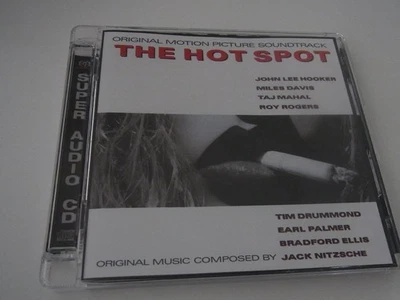 ORIGINAL MOTION PICTURE SOUNDTRACK
THE HOT SPOT
JOHN LEE HOOKER
MILES DAVIS
TAJ MAHAL
ROY ROGERS
SUPER AUDIO CD
TIM DRUMMOND
EARL PALMER
BRADFORD ELLIS
ORIGINAL MUSIC COMPOSED BY JACK NITZSCHE